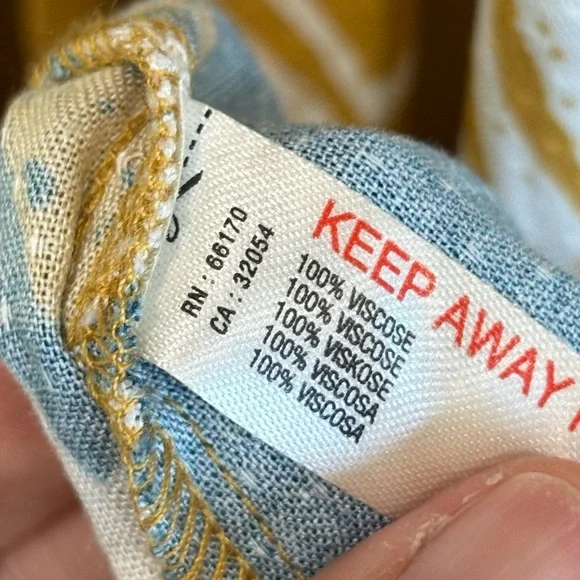 RN : 66170
CA : 32054
KEEP AWAY
100% VISCOSE
100% VISCOSE
100% VISKOSE
100% VISCOSA
100% VISCOSA